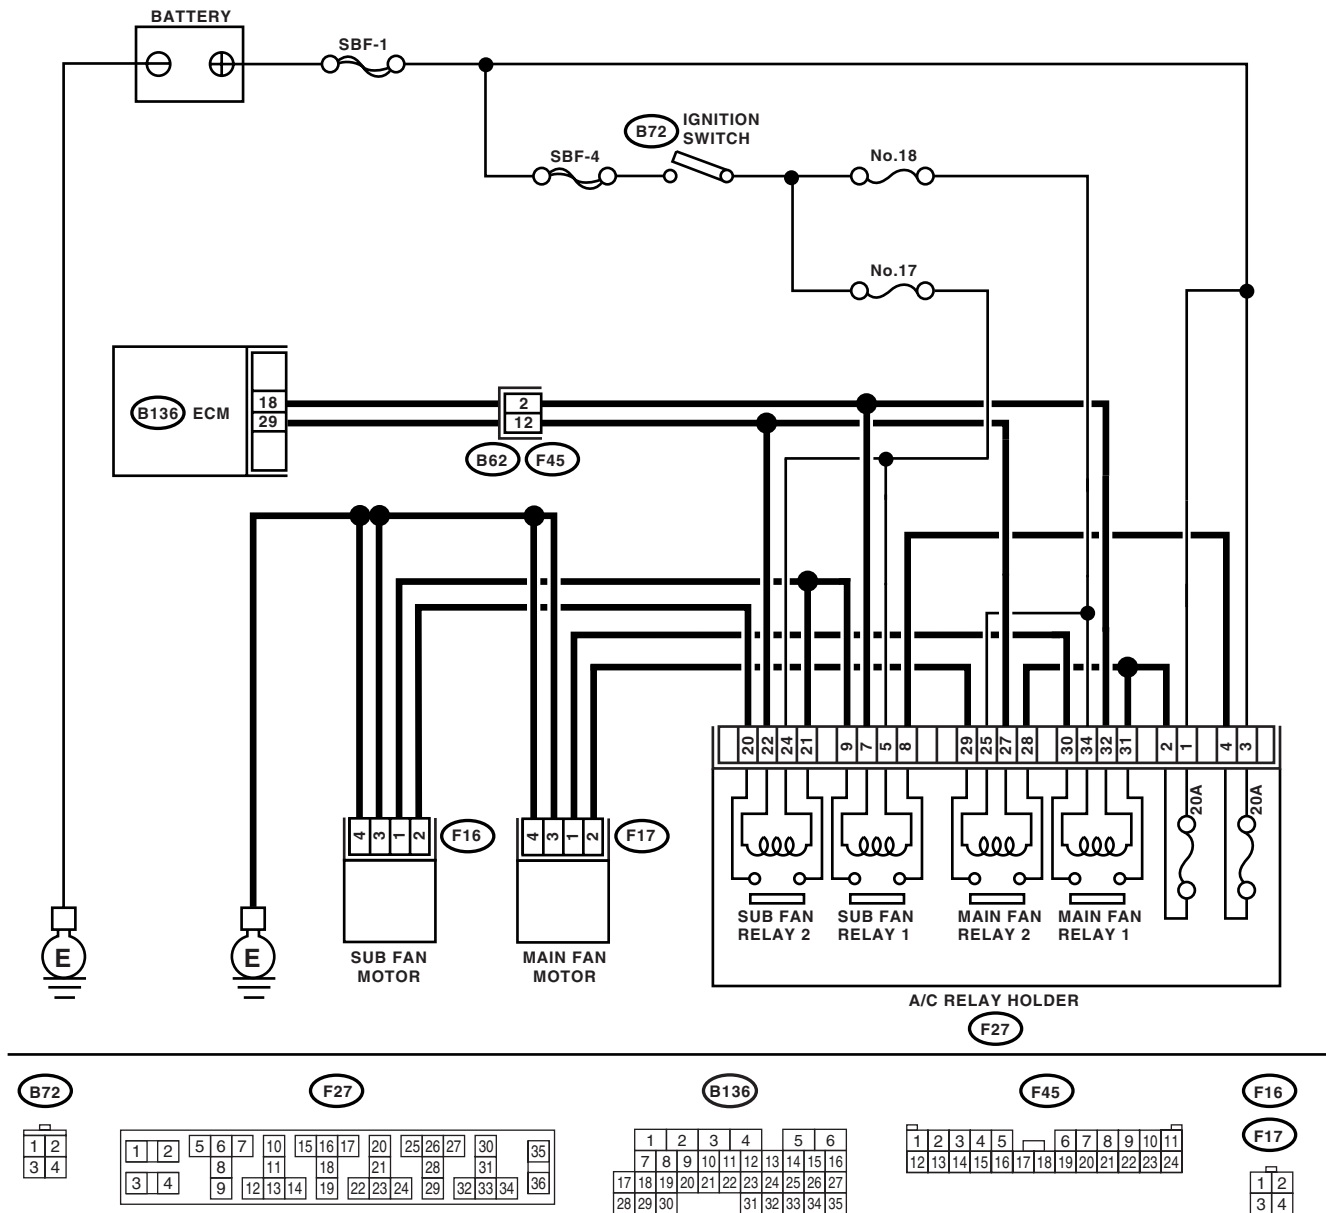 BATTERY
SBF-1
B72 IGNITION
SWITCH
SBF-4
No.18
No.17
B136 ECM
18
29
2
12
B62 F45
20 22 24 21 9 7 5 8 29 25 27 28 30 34 32 31 2 1 4 3
20A 20A
4 3 1 2 F16
4 3 1 2 F17
SUB FAN
RELAY 2
SUB FAN
RELAY 1
MAIN FAN
RELAY 2
MAIN FAN
RELAY 1
E
E
SUB FAN
MOTOR
MAIN FAN
MOTOR
A/C RELAY HOLDER
F27
B72
1 2
3 4
F27
1 2 5 6 7 10 15 16 17 20 25 26 27 30 35
8 11 18 21 28 31
3 4 9 12 13 14 19 22 23 24 29 32 33 34 36
B136
1 2 3 4 5 6
7 8 9 10 11 12 13 14 15 16
17 18 19 20 21 22 23 24 25 26 27
28 29 30 31 32 33 34 35
F45
1 2 3 4 5 6 7 8 9 10 11
12 13 14 15 16 17 18 19 20 21 22 23 24
F16
F17
1 2
3 4